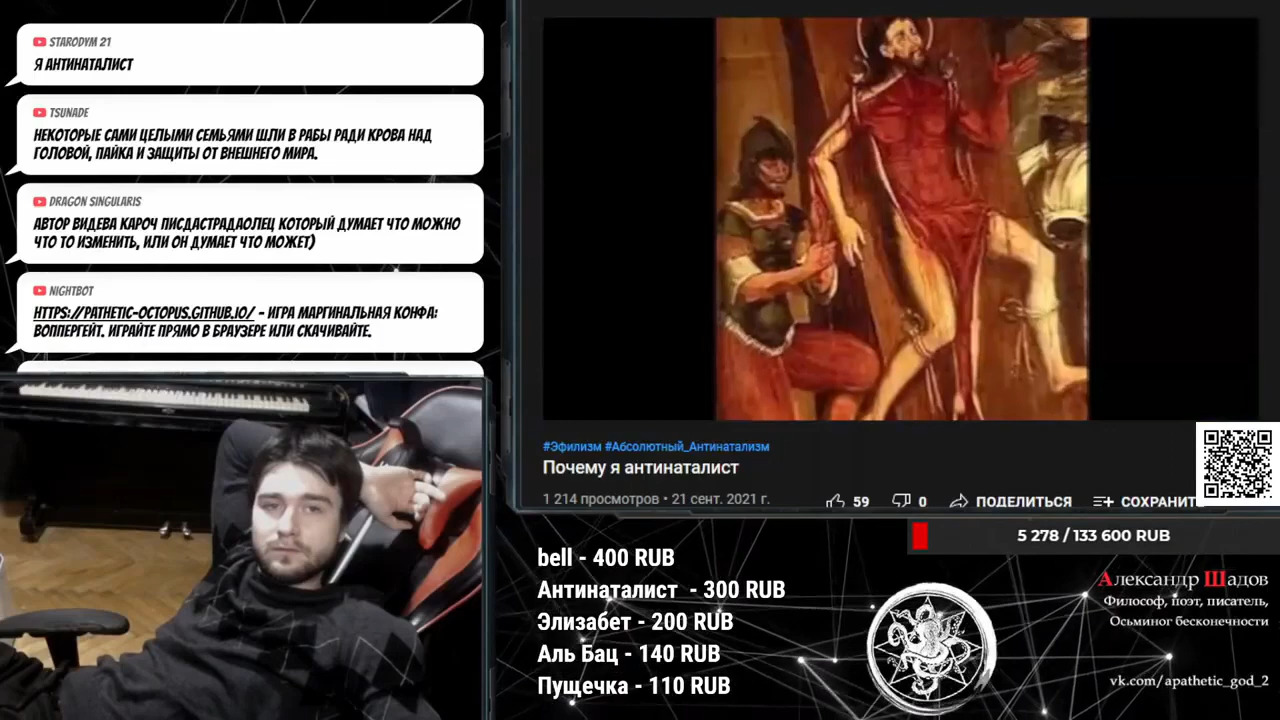 STARODYM 21
Я АНТИНАТАЛИСТ
TSUNADE
НЕКОТОРЫЕ САМИ ЦЕЛЫМИ СЕМЬЯМИ ШЛИ В РАБЫ РАДИ КРОВА НАД
ГОЛОВОЙ, ПАЙКА И ЗАЩИТЫ ОТ ВНЕШНЕГО МИРА.
DRAGON SINGULARIS
АВТОР ВИДЕВА КАРОЧ ПИСДАСТРАДАОЛЕЦ КОТОРЫЙ ДУМАЕТ ЧТО МОЖНО
ЧТО ТО ИЗМЕНИТЬ, ИЛИ ОН ДУМАЕТ ЧТО МОЖЕТ)
NIGHTBOT
HTTPS://PATHETIC-OCTOPUS.GITHUB.IO/ - ИГРА МАРГИНАЛЬНАЯ КОНФА:
ВОППЕРГЕЙТ. ИГРАЙТЕ ПРЯМО В БРАУЗЕРЕ ИЛИ СКАЧИВАЙТЕ.
#Эфилизм #Абсолютный_Антинатализм
Почему я антинаталист
1 214 просмотров • 21 сент. 2021 г.
59
0
ПОДЕЛИТЬСЯ
СОХРАНИТЬ
5 278 / 133 600 RUB
bell - 400 RUB
Антинаталист - 300 RUB
Элизабет - 200 RUB
Аль Бац - 140 RUB
Пущечка - 110 RUB
Александр Шадов
Философ, поэт, писатель,
Осьминог бесконечности
vk.com/apathetic_god_2